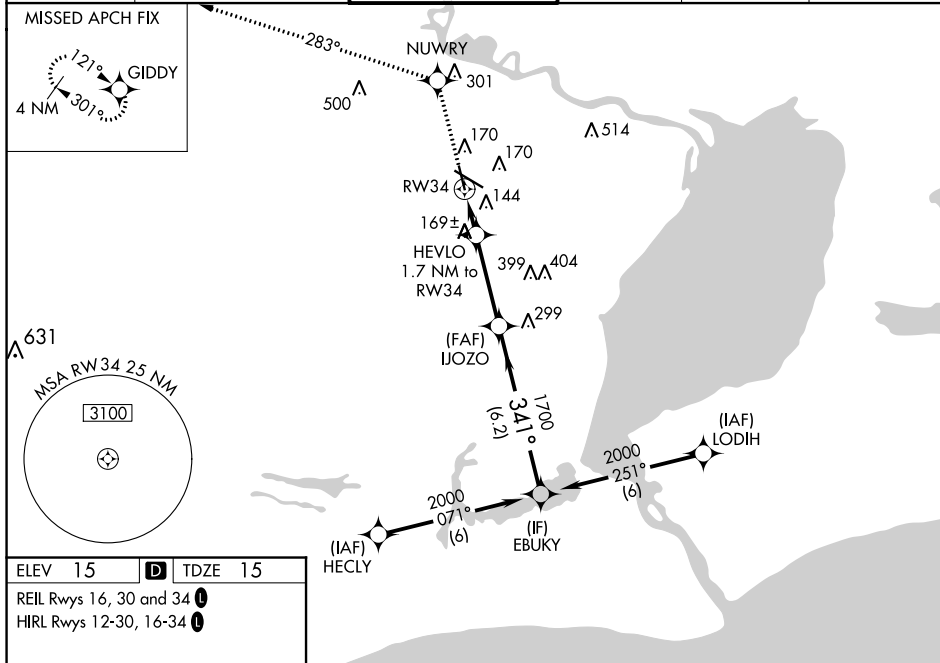 MISSED APCH FIX
121°
GIDDY
4 NM
301°
283°
NUWRY
301
500
170
514
170
RW34
144
169±
HEVLO
1.7 NM to
RW34
399
404
299
(FAF)
IJOZO
631
MSA RW34 25 NM
3100
1700
341°
(6.2)
(IAF)
LODIH
2000
251°
(6)
2000
071°
(6)
(IAF)
HECLY
(IF)
EBUKY
ELEV 15 D TDZE 15
REIL Rwys 16, 30 and 34 L
HIRL Rwys 12-30, 16-34 L